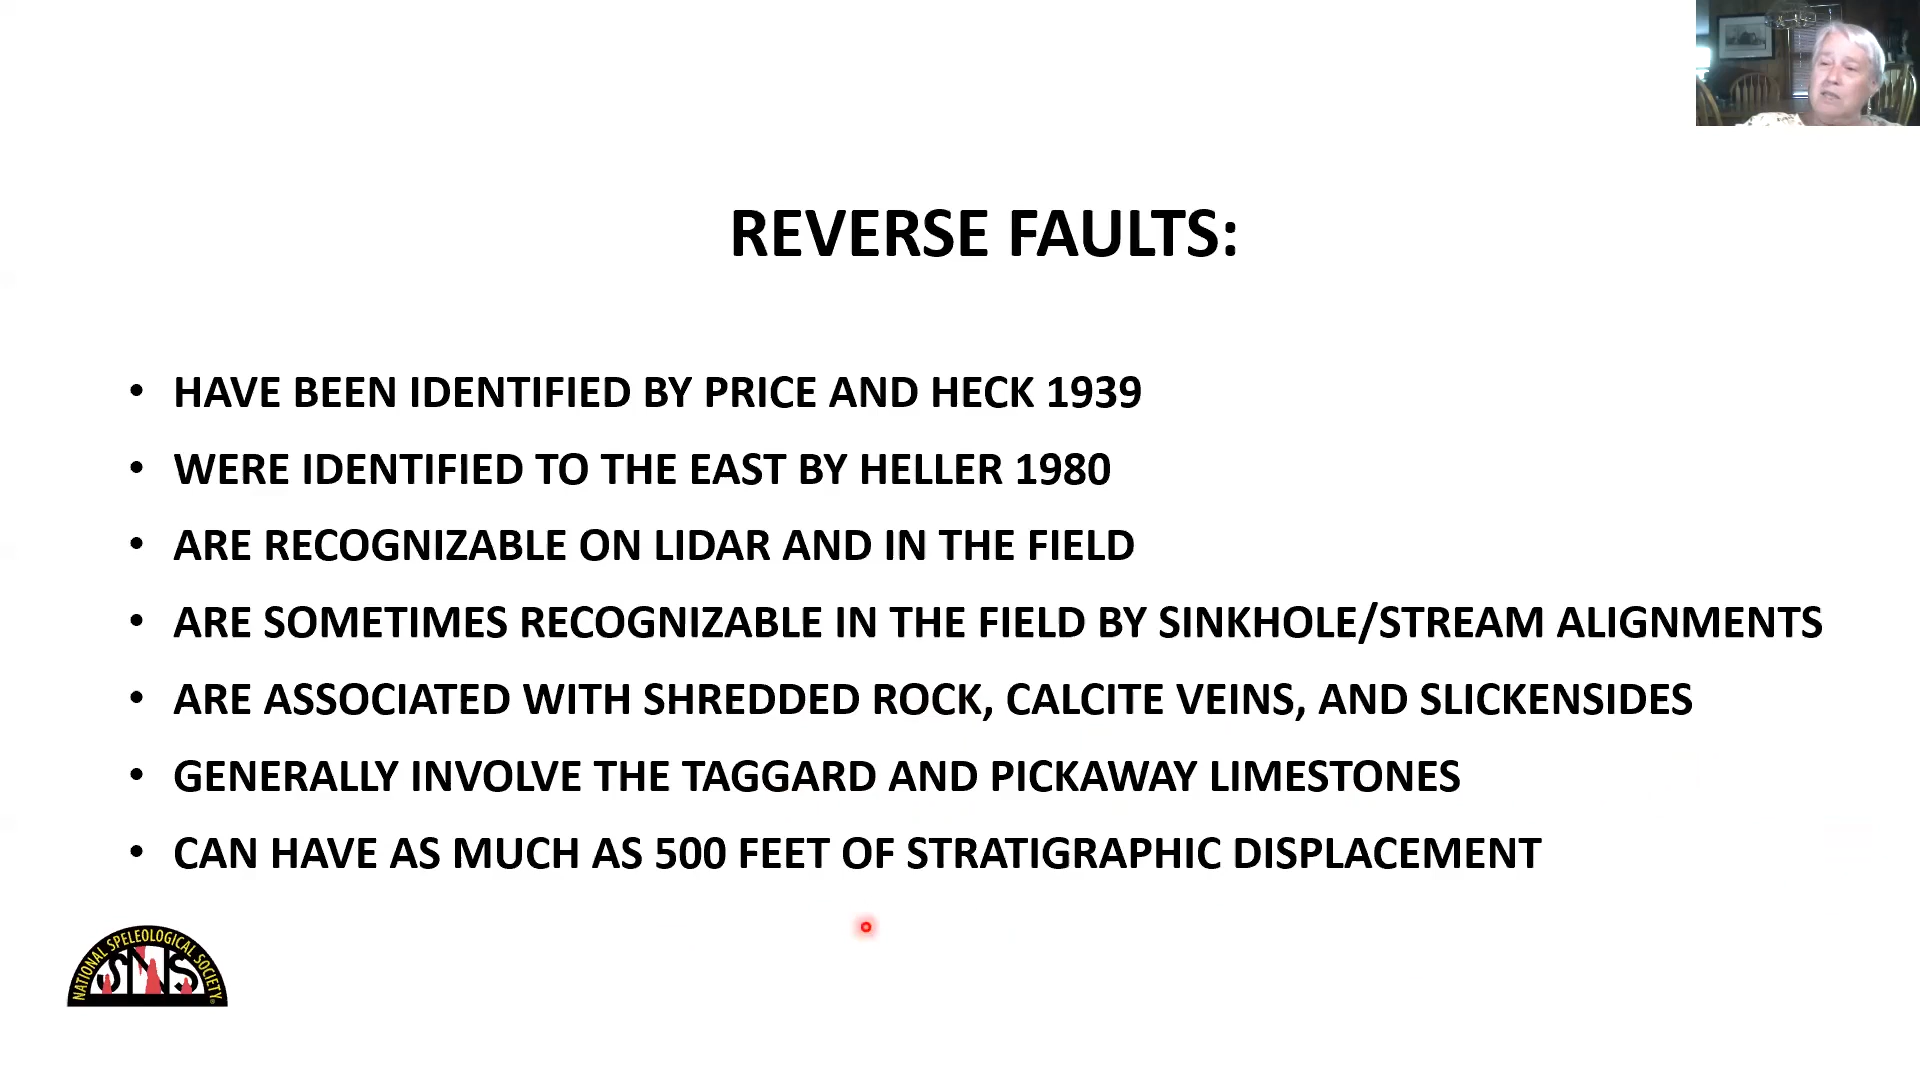 REVERSE FAULTS:
• HAVE BEEN IDENTIFIED BY PRICE AND HECK 1939
• WERE IDENTIFIED TO THE EAST BY HELLER 1980
• ARE RECOGNIZABLE ON LIDAR AND IN THE FIELD
• ARE SOMETIMES RECOGNIZABLE IN THE FIELD BY SINKHOLE/STREAM ALIGNMENTS
• ARE ASSOCIATED WITH SHREDDED ROCK, CALCITE VEINS, AND SLICKENSIDES
• GENERALLY INVOLVE THE TAGGARD AND PICKAWAY LIMESTONES
• CAN HAVE AS MUCH AS 500 FEET OF STRATIGRAPHIC DISPLACEMENT
NATIONAL SPELEOLOGICAL SOCIETY
SNS